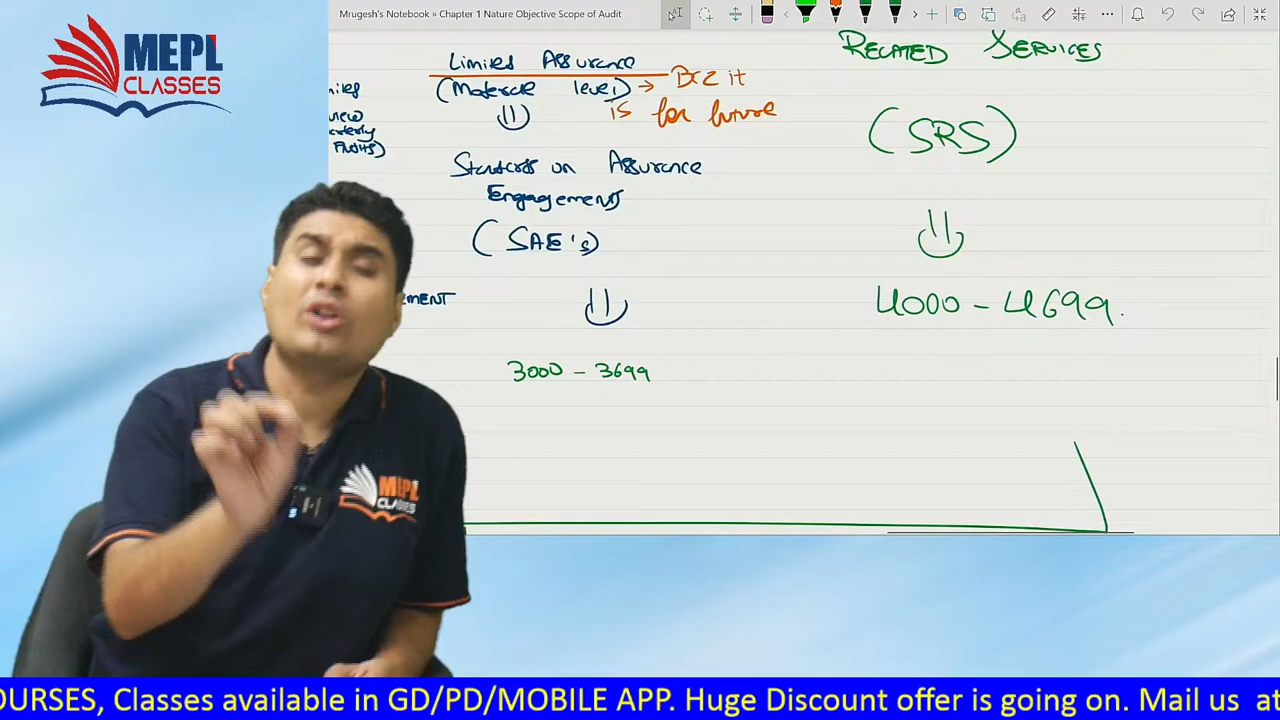 Mrugesh's Notebook » Chapter 1 Nature Objective Scope of Audit
MEPL
CLASSES
Limited Assurance
(Moderate level) → Bcz it
is for future
RELATED SERVICES
(SRS)
Standards on Assurance
Engagements
(SAE's)
EMENT
4000 - 4699.
3000 - 3699
MEPL
CLASSES
OURSES, Classes available in GD/PD/MOBILE APP. Huge Discount offer is going on. Mail us at